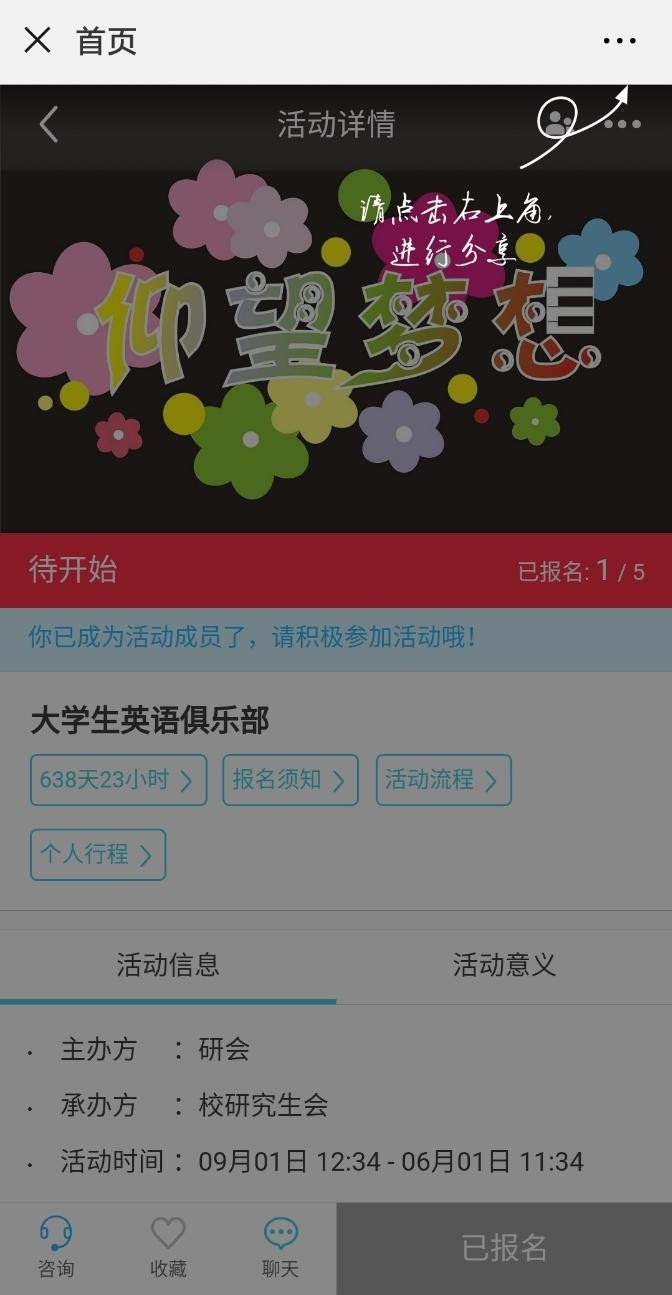 首页
活动详情
请点击右上角，
进行分享
仰望梦想
待开始
已报名: 1 / 5
你已成为活动成员了，请积极参加活动哦！
大学生英语俱乐部
638天23小时
报名须知
活动流程
个人行程
活动信息
活动意义
· 主办方 ：研会
· 承办方 ：校研究生会
· 活动时间 ：09月01日 12:34 - 06月01日 11:34
咨询
收藏
聊天
已报名